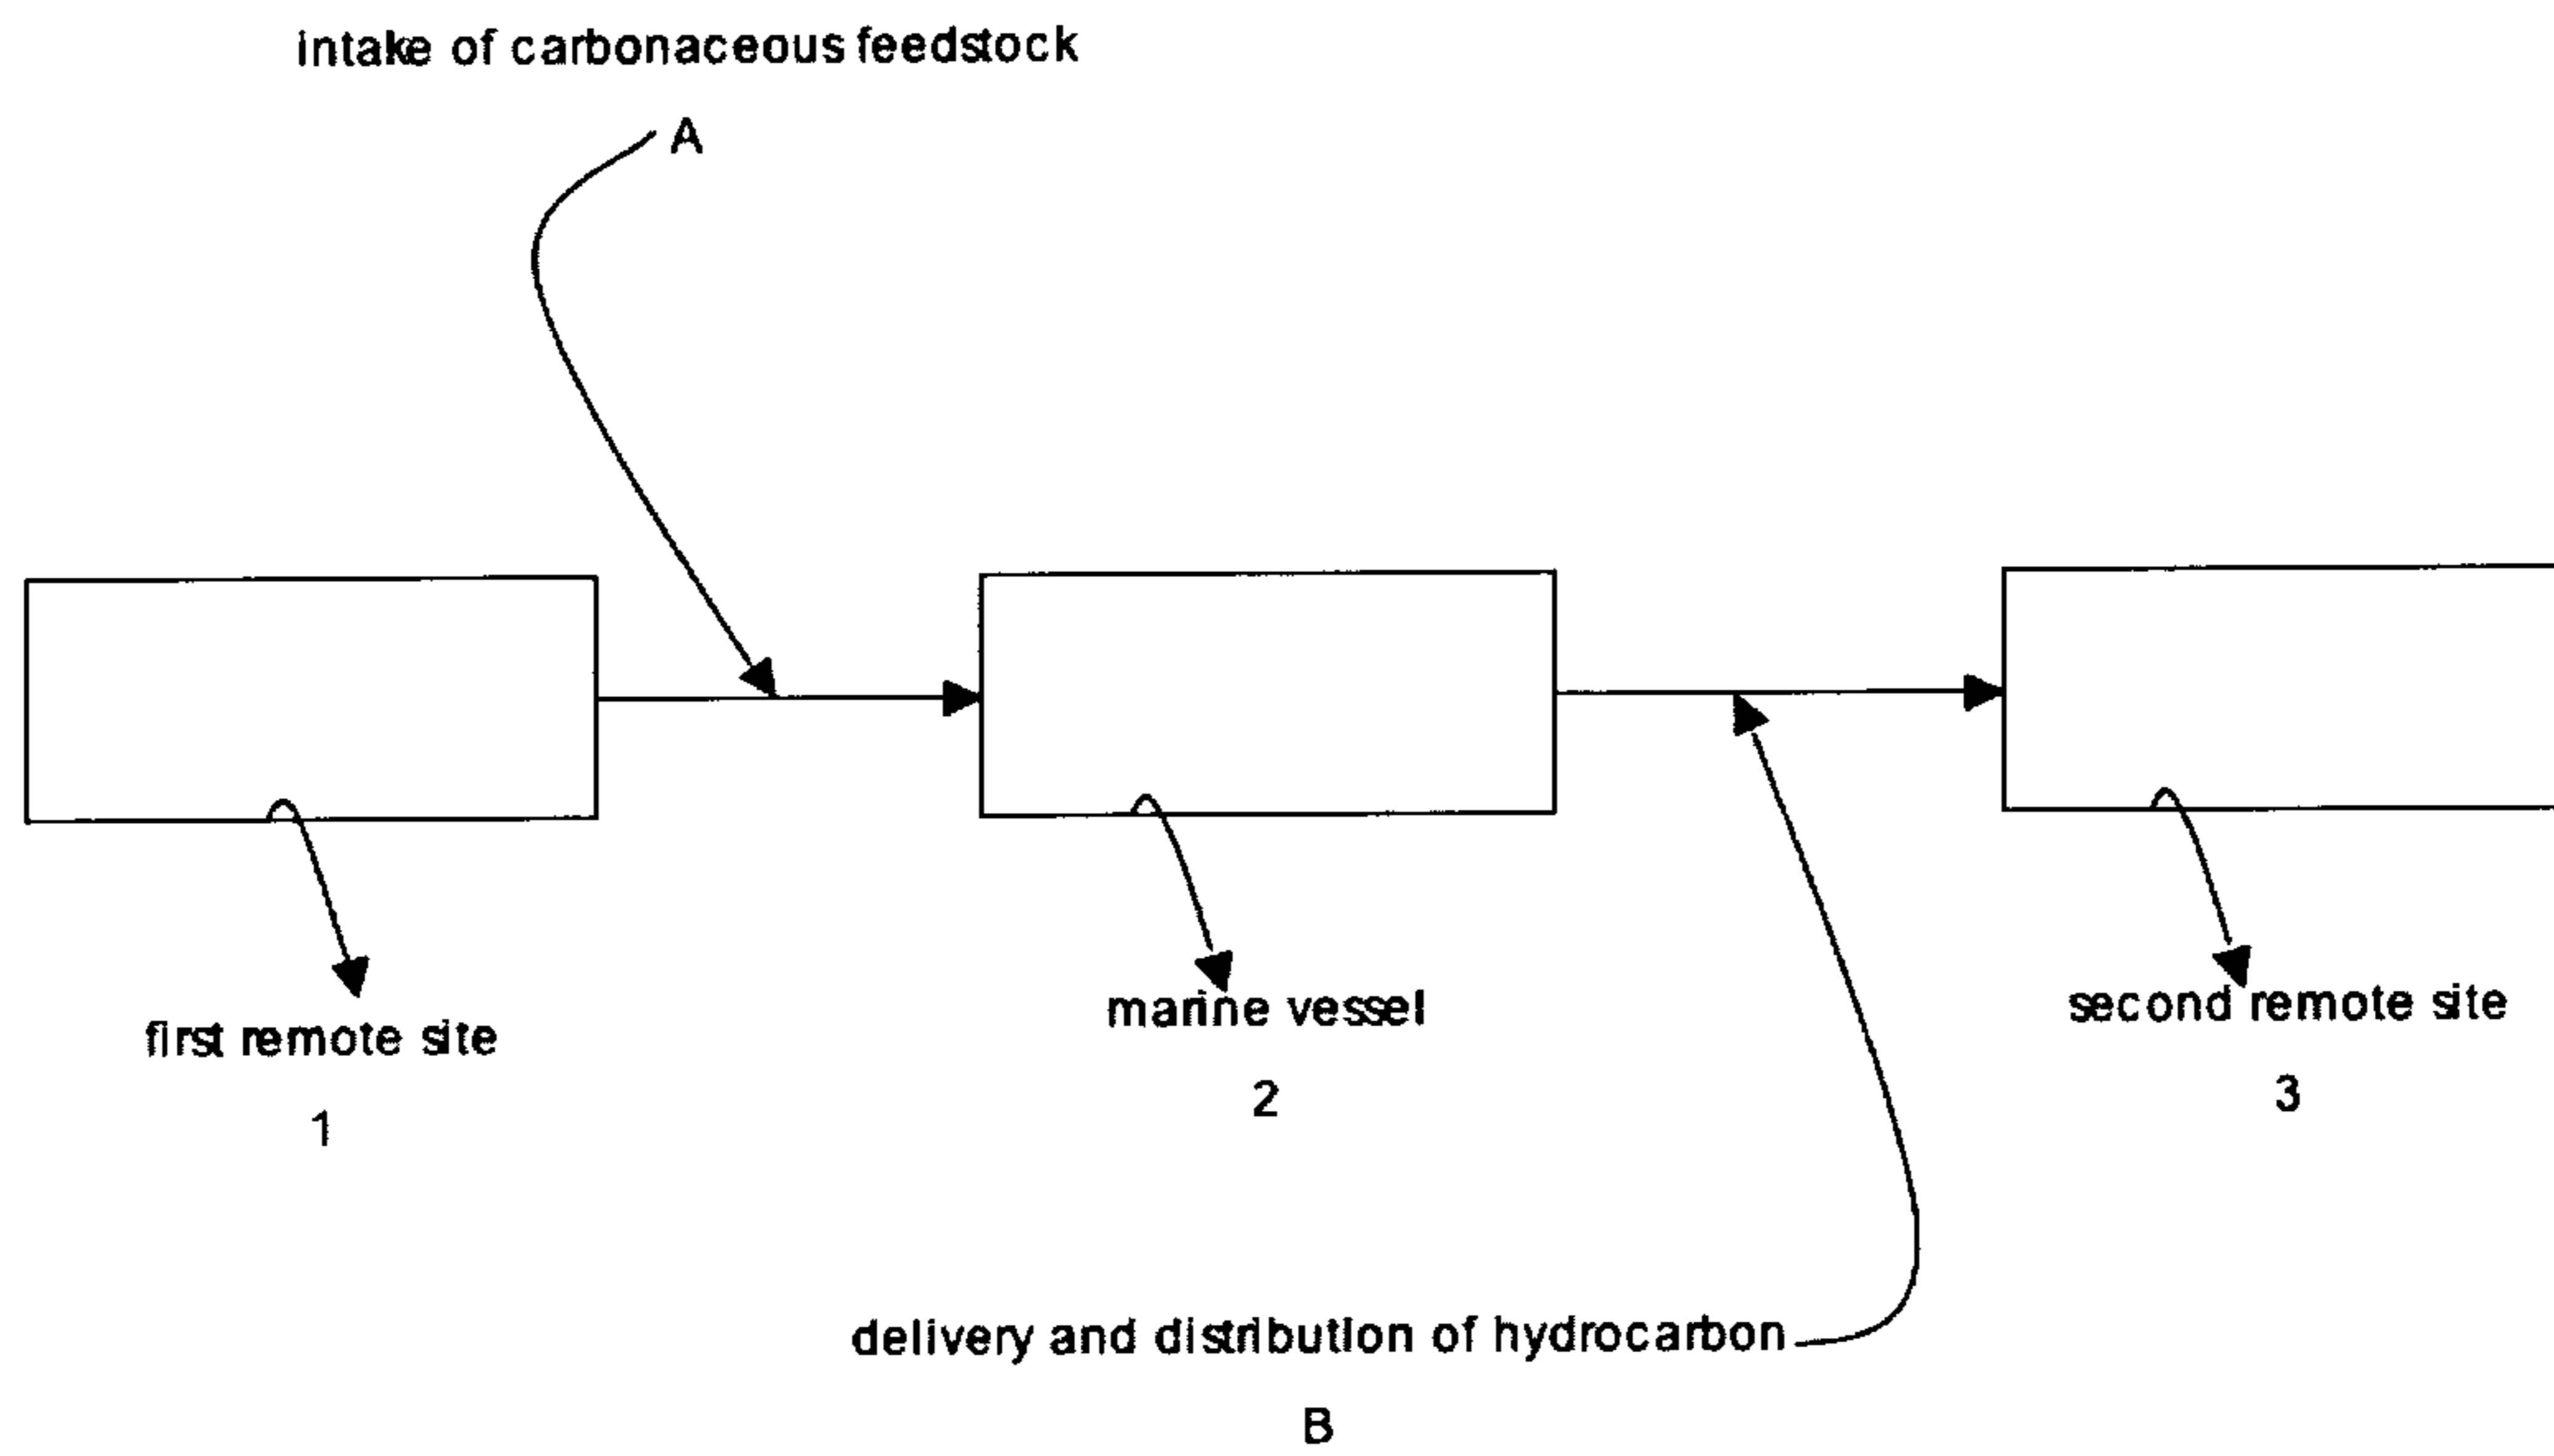 intake of carbonaceous feedstock
A
first remote site
1
marine vessel
2
second remote site
3
delivery and distribution of hydrocarbon
B